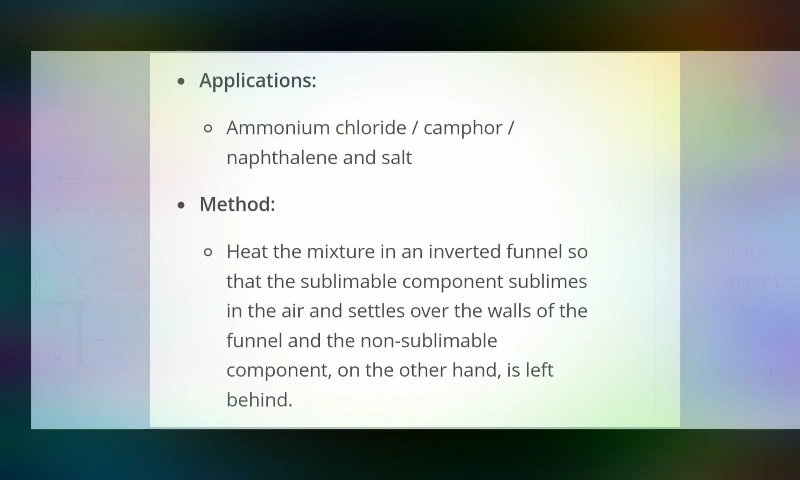 • Applications:
o Ammonium chloride / camphor /
naphthalene and salt
• Method:
o Heat the mixture in an inverted funnel so
that the sublimable component sublimes
in the air and settles over the walls of the
funnel and the non-sublimable
component, on the other hand, is left
behind.